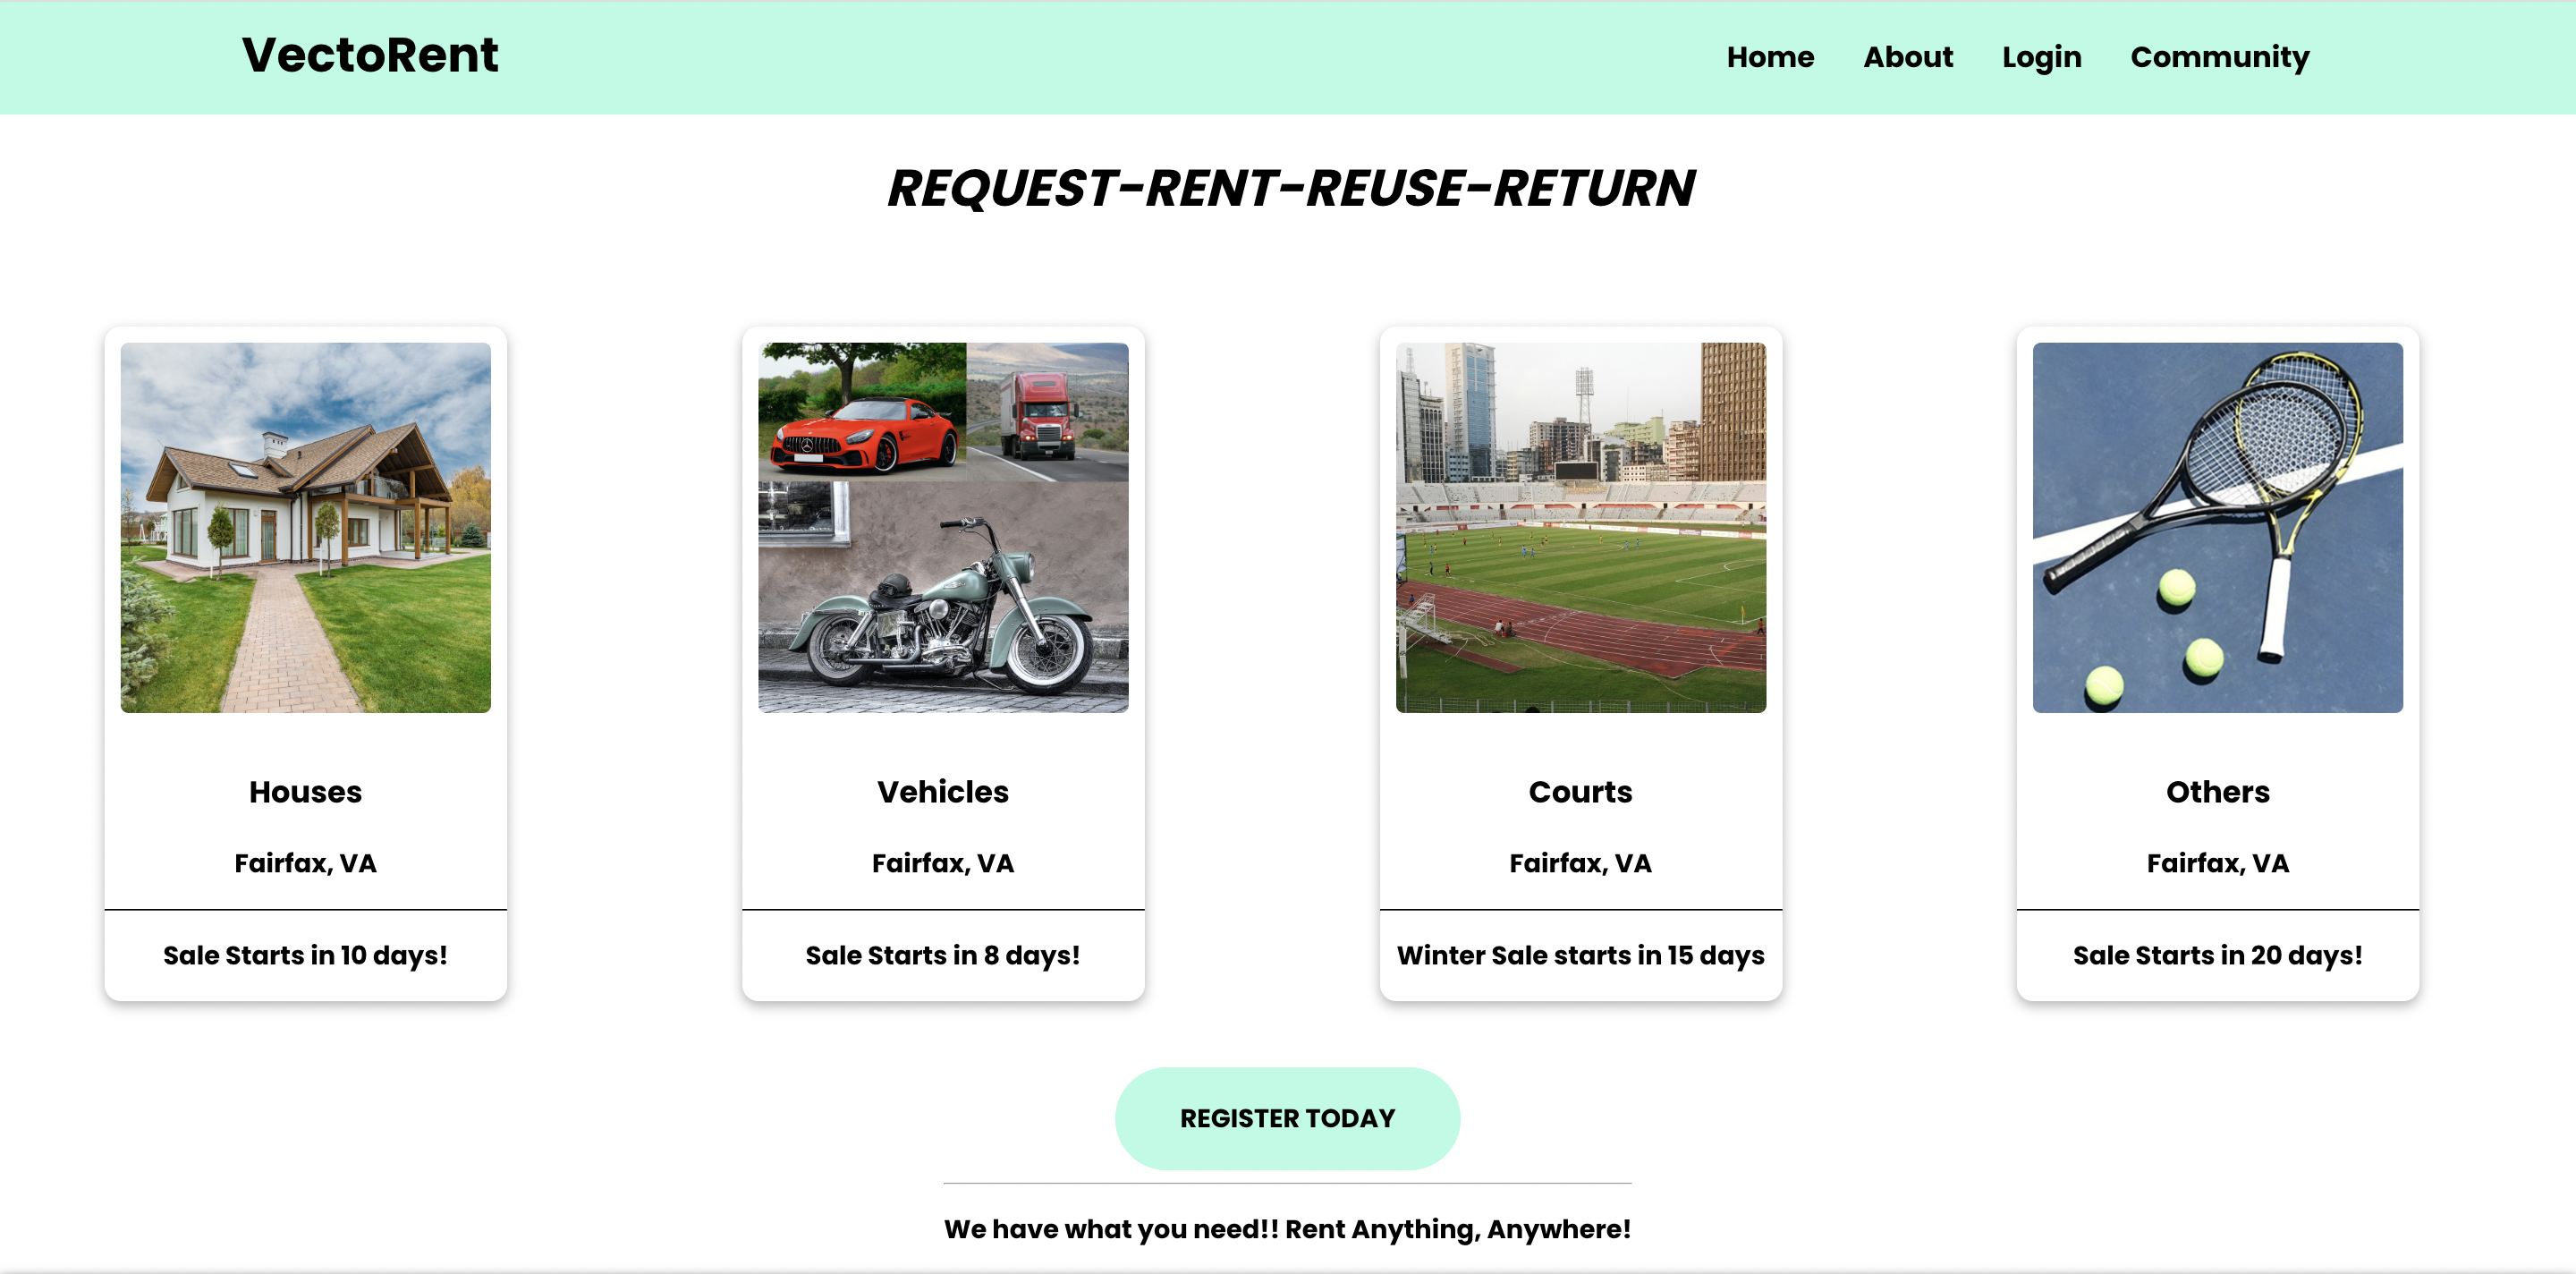 VectoRent
Home About Login Community
REQUEST-RENT-REUSE-RETURN
Houses
Fairfax, VA
Sale Starts in 10 days!
Vehicles
Fairfax, VA
Sale Starts in 8 days!
Courts
Fairfax, VA
Winter Sale starts in 15 days
Others
Fairfax, VA
Sale Starts in 20 days!
REGISTER TODAY
We have what you need!! Rent Anything, Anywhere!